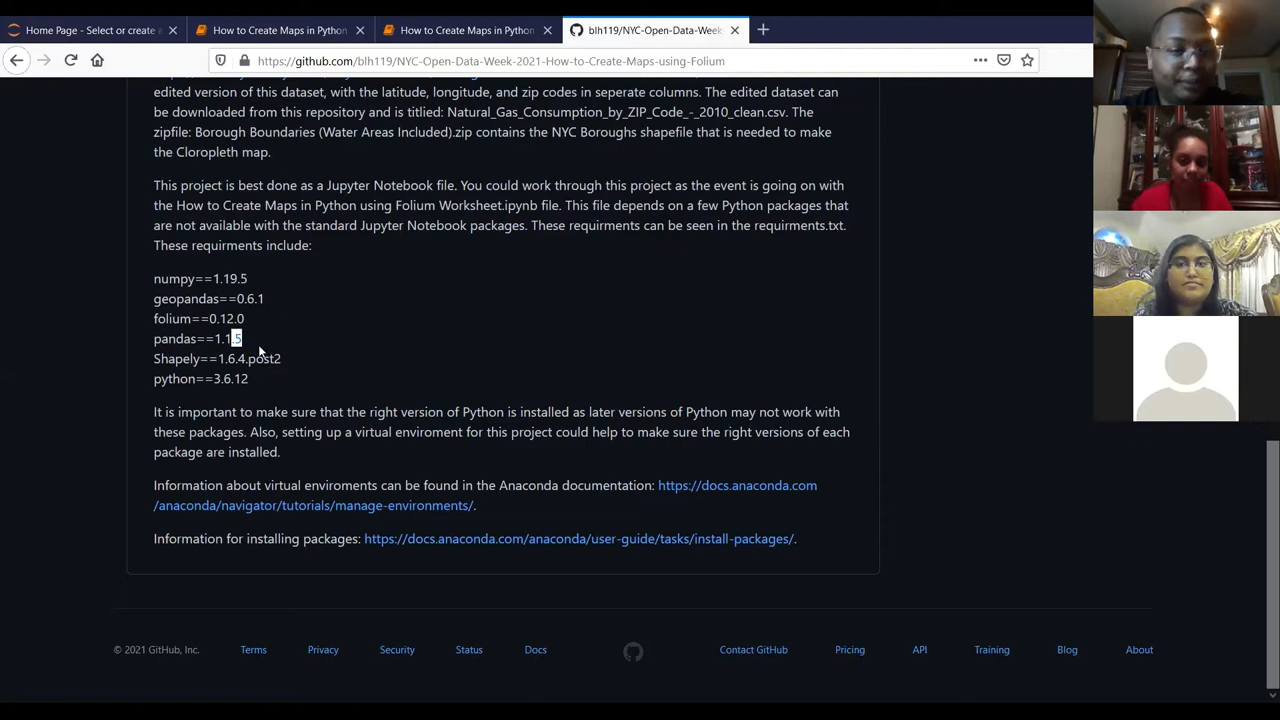 Home Page - Select or create a
How to Create Maps in Python
How to Create Maps in Python
blh119/NYC-Open-Data-Week
https://github.com/blh119/NYC-Open-Data-Week-2021-How-to-Create-Maps-using-Folium
edited version of this dataset, with the latitude, longitude, and zip codes in seperate columns. The edited dataset can
be downloaded from this repository and is titlied: Natural_Gas_Consumption_by_ZIP_Code_-_2010_clean.csv. The
zipfile: Borough Boundaries (Water Areas Included).zip contains the NYC Boroughs shapefile that is needed to make
the Cloropleth map.
This project is best done as a Jupyter Notebook file. You could work through this project as the event is going on with
the How to Create Maps in Python using Folium Worksheet.ipynb file. This file depends on a few Python packages that
are not available with the standard Jupyter Notebook packages. These requirments can be seen in the requirments.txt.
These requirments include:
numpy==1.19.5
geopandas==0.6.1
folium==0.12.0
pandas==1.1.5
Shapely==1.6.4.post2
python==3.6.12
It is important to make sure that the right version of Python is installed as later versions of Python may not work with
these packages. Also, setting up a virtual enviroment for this project could help to make sure the right versions of each
package are installed.
Information about virtual enviroments can be found in the Anaconda documentation: https://docs.anaconda.com
/anaconda/navigator/tutorials/manage-environments/.
Information for installing packages: https://docs.anaconda.com/anaconda/user-guide/tasks/install-packages/.
© 2021 GitHub, Inc.
Terms
Privacy
Security
Status
Docs
Contact GitHub
Pricing
API
Training
Blog
About